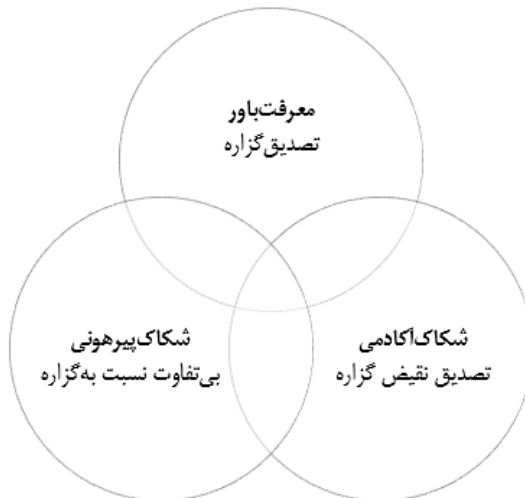 معرفت‌باور
تصدیق‌گزاره
شکاک‌پیرهونی
بی‌تفاوت نسبت به‌گزاره
شکاک‌آکادمی
تصدیق نقیض گزاره